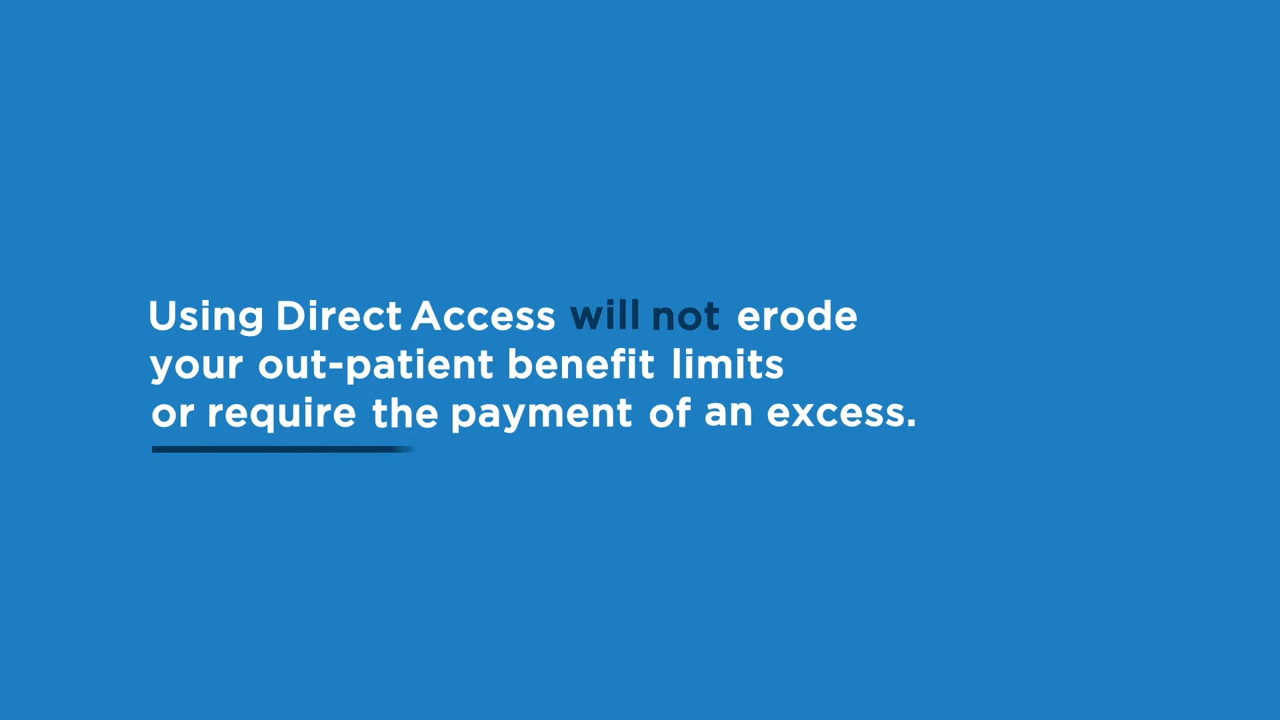 Using Direct Access will not erode
your out-patient benefit limits
or require the payment of an excess.